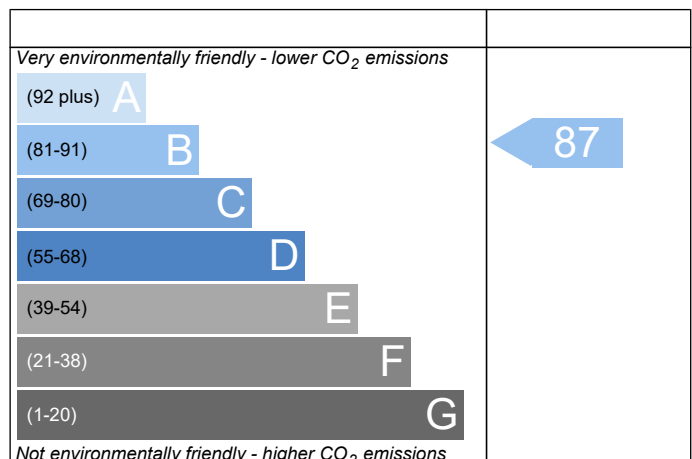 Very environmentally friendly - lower CO₂ emissions
(92 plus) A
(81-91) B
87
(69-80) C
(55-68) D
(39-54) E
(21-38) F
(1-20) G
Not environmentally friendly - higher CO₂ emissions